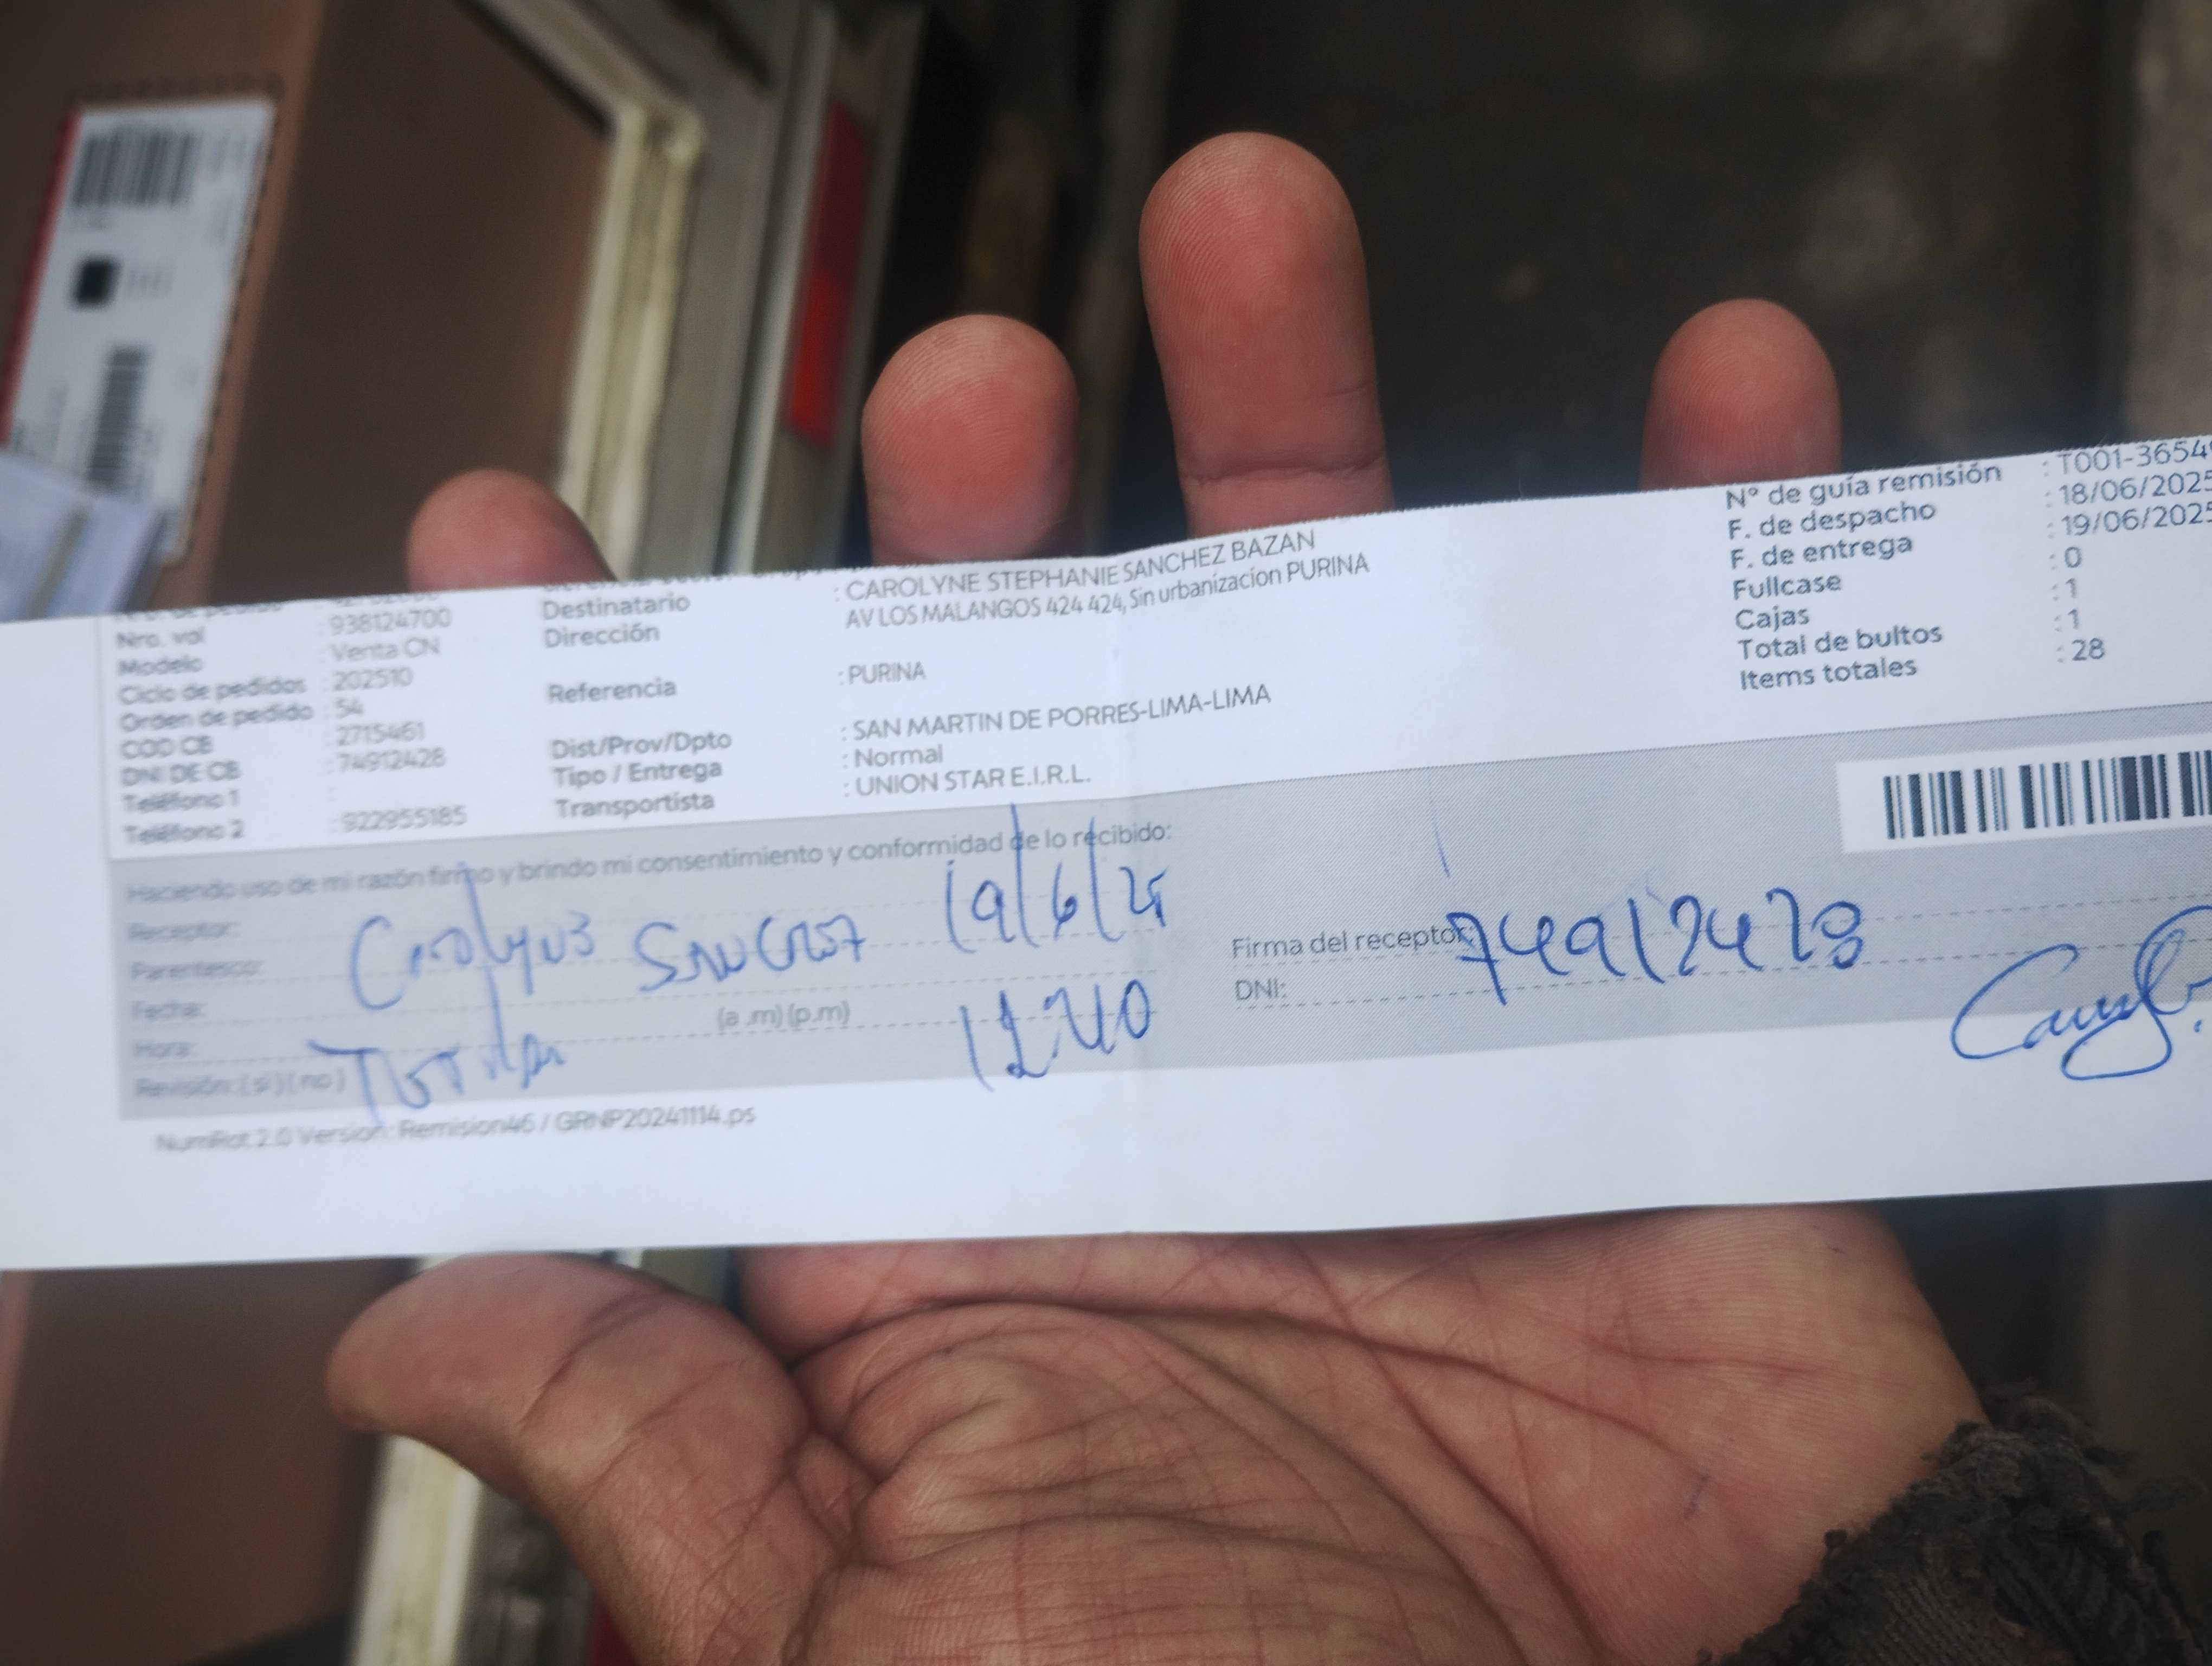 Nro. vol : 938124700
Modelo : Venta CN
Ciclo de pedidos : 202510
Orden de pedido : 54
COD CB : 2715461
DNI DE CB : 74912428
Teléfono 1 :
Teléfono 2 : 922955185
Destinatario : CAROLYNE STEPHANIE SANCHEZ BAZAN
Dirección AV LOS MALANGOS 424 424, Sin urbanizacion PURINA
Referencia : PURINA
Dist/Prov/Dpto : SAN MARTIN DE PORRES-LIMA-LIMA
Tipo / Entrega : Normal
Transportista : UNION STAR E.I.R.L.
N° de guía remisión : T001-3654
F. de despacho : 18/06/2025
F. de entrega : 19/06/2025
Fullcase : 0
Cajas : 1
Total de bultos : 1
Items totales : 28
Haciendo uso de mi razón firmo y brindo mi consentimiento y conformidad de lo recibido:
Receptor:
Parentesco:
Fecha:
Hora: (a .m) (p.m)
Revisión: ( si ) ( no )
19/6/25
12:40
Titular
Firma del receptor:
DNI:
74912428
NumRot 2.0 Version: Remision46 / GRNP20241114.ps